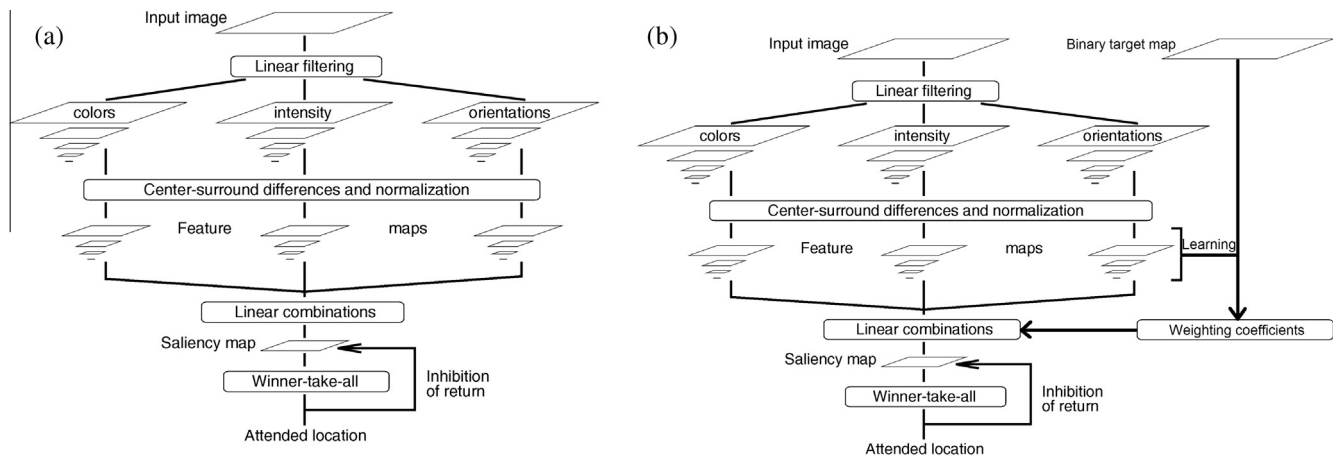 (a)
Input image
Linear filtering
colors
intensity
orientations
Center-surround differences and normalization
Feature
maps
Linear combinations
Saliency map
Winner-take-all
Inhibition
of return
Attended location
(b)
Input image
Binary target map
Linear filtering
colors
intensity
orientations
Center-surround differences and normalization
Feature
maps
Learning
Linear combinations
Weighting coefficients
Saliency map
Winner-take-all
Inhibition
of return
Attended location